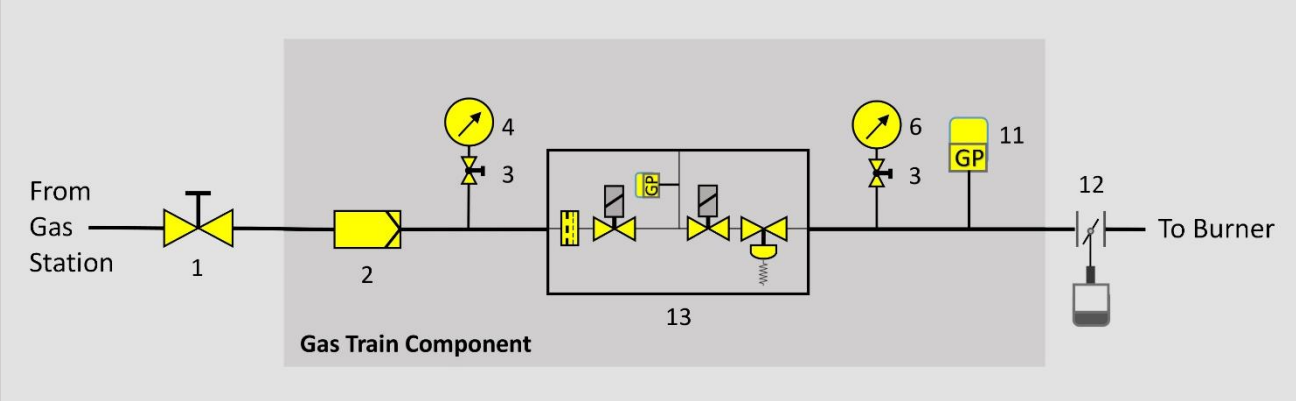 From
Gas
Station
1
2
4
3
GP
13
6
3
11
GP
12
To Burner
Gas Train Component